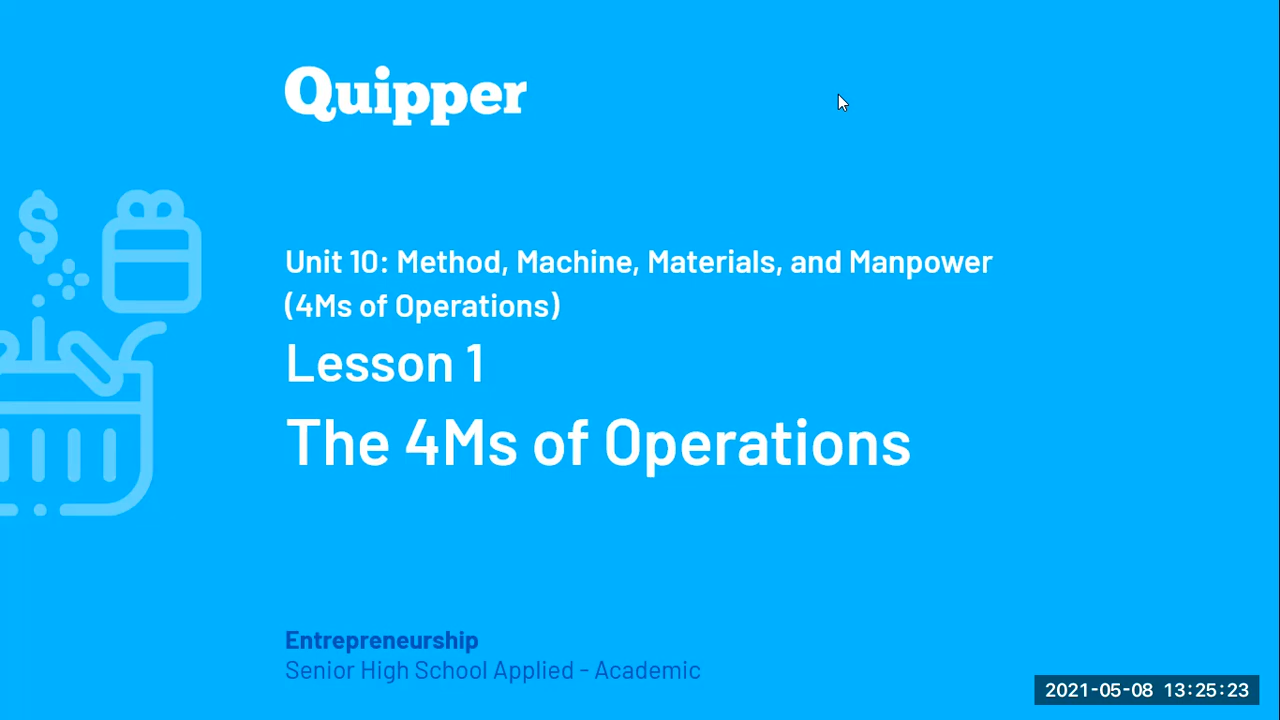 Quipper
Unit 10: Method, Machine, Materials, and Manpower
(4Ms of Operations)
Lesson 1
The 4Ms of Operations
Entrepreneurship
Senior High School Applied - Academic
2021-05-08 13:25:23